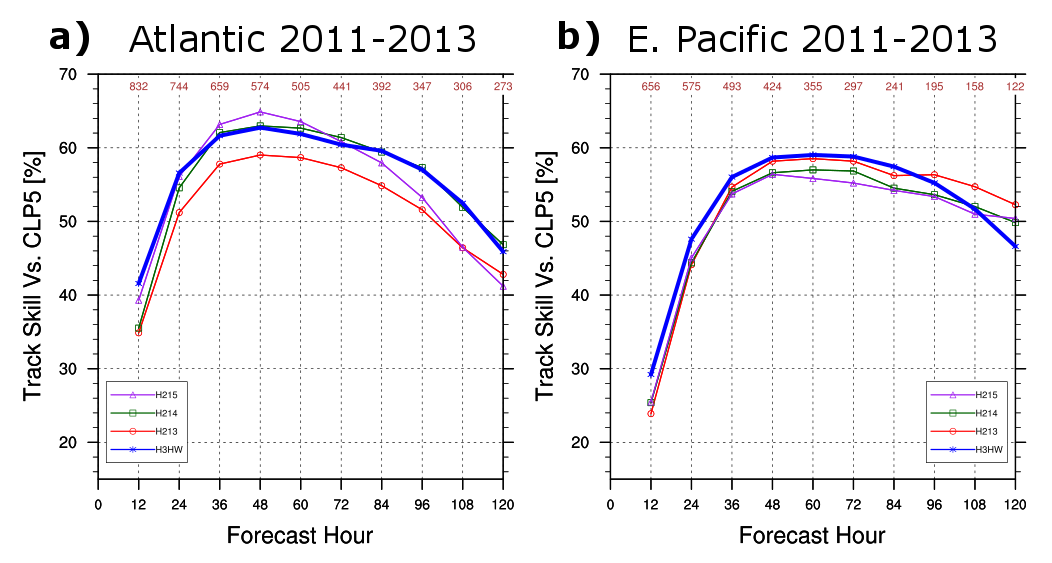 a) Atlantic 2011-2013
70
60
50
40
30
20
832 744 659 574 505 441 392 347 306 273
Track Skill Vs. CLP5 [%]
H215
H214
H213
H3HW
0 12 24 36 48 60 72 84 96 108 120
Forecast Hour
b) E. Pacific 2011-2013
70
60
50
40
30
20
656 575 493 424 355 297 241 195 158 122
Track Skill Vs. CLP5 [%]
H215
H214
H213
H3HW
0 12 24 36 48 60 72 84 96 108 120
Forecast Hour